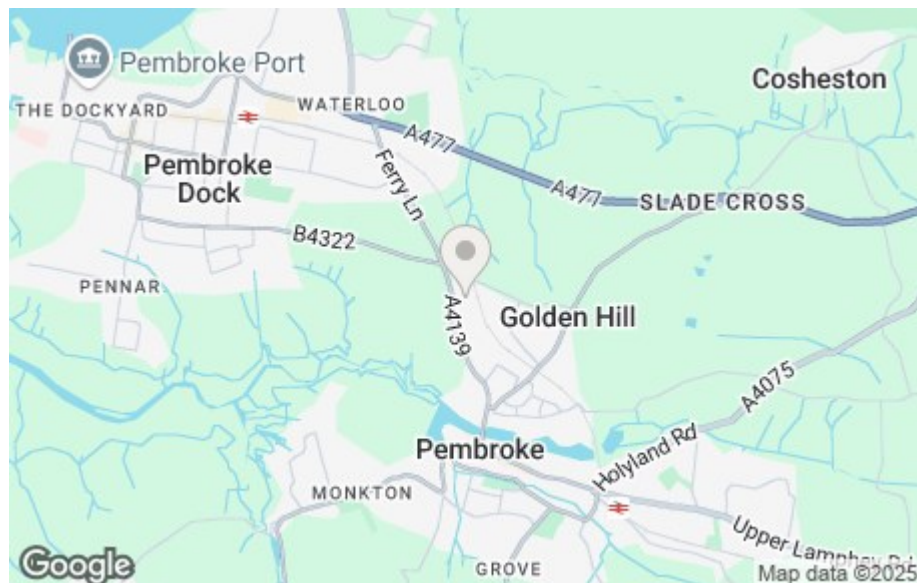 Pembroke Port
Cosheston
THE DOCKYARD
WATERLOO
A477
Pembroke
Dock
Ferry Ln
A477
SLADE CROSS
B4322
PENNAR
A4139
Golden Hill
A4075
Holyland Rd
Pembroke
MONKTON
Upper Lamphey Rd
GROVE
Google
Map data ©2025